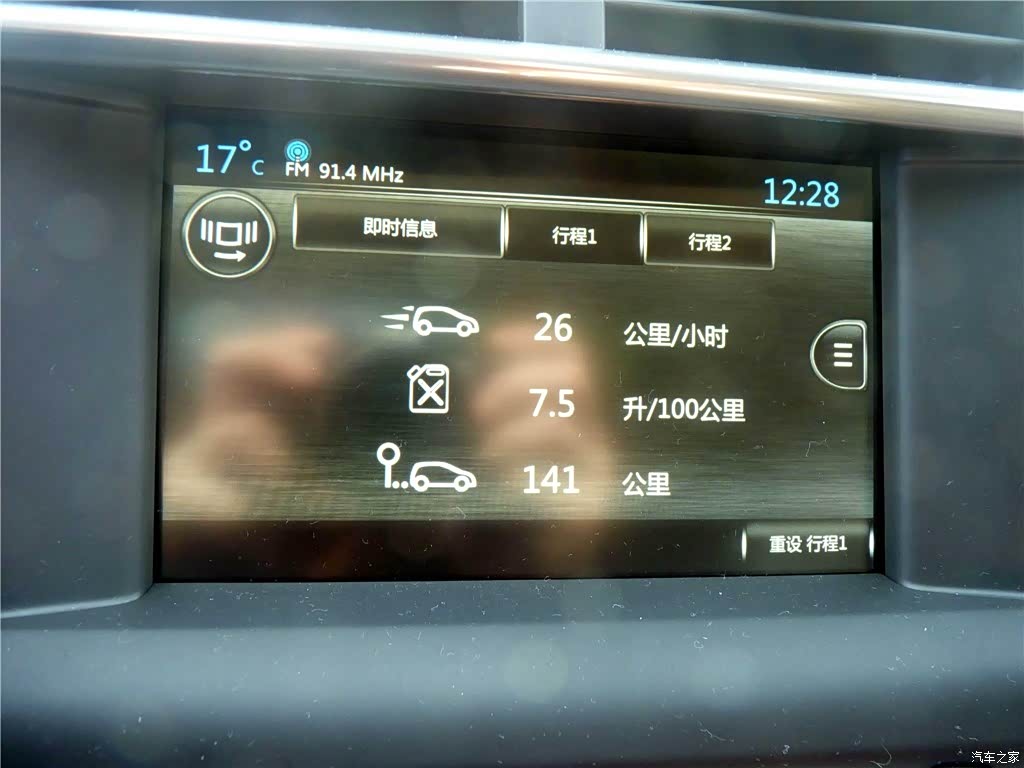 17°C FM 91.4 MHz 12:28
即时信息 行程1 行程2
26 公里/小时
7.5 升/100公里
141 公里
重设 行程1
汽车之家